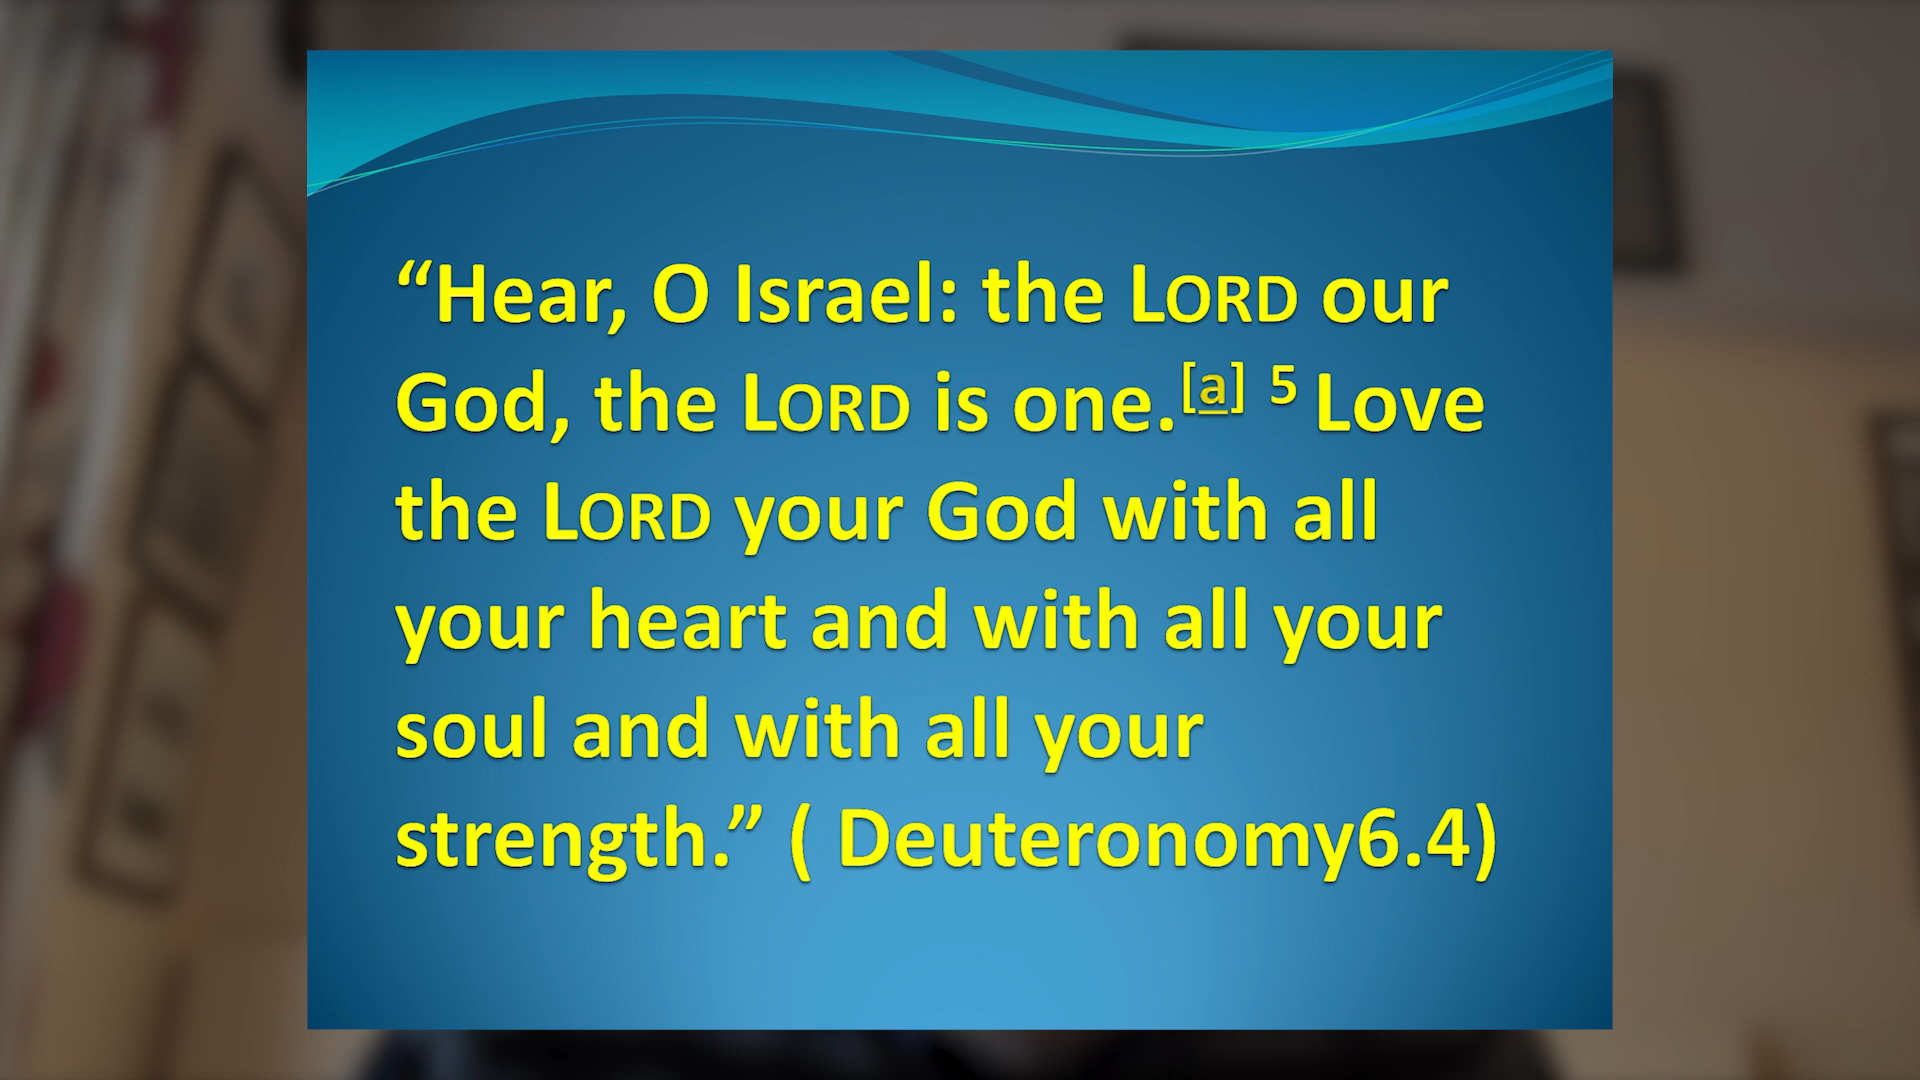 “Hear, O Israel: the LORD our
God, the LORD is one.[a] 5 Love
the LORD your God with all
your heart and with all your
soul and with all your
strength.” ( Deuteronomy6.4)